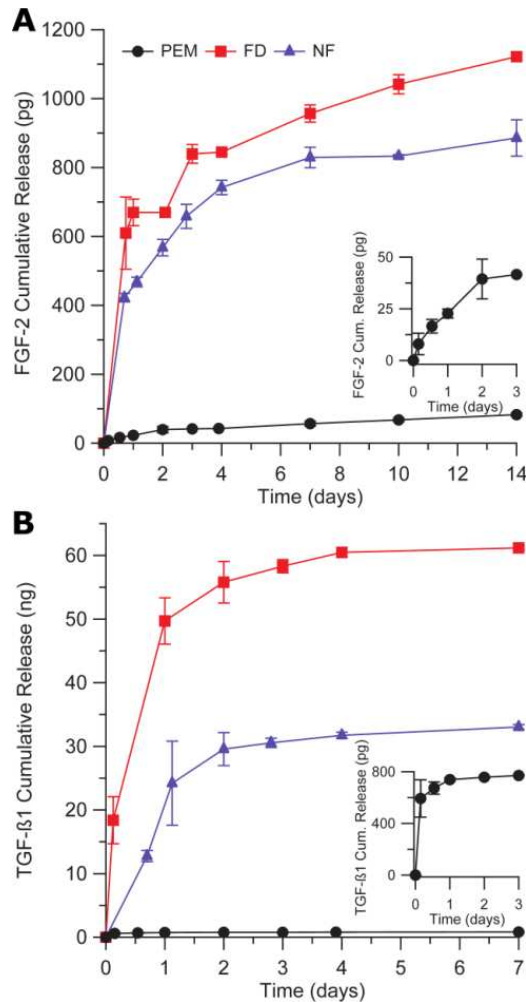 A
PEM FD NF
1200
1000
800
600
400
200
0
FGF-2 Cumulative Release (pg)
0 2 4 6 8 10 12 14
Time (days)
50
25
0
FGF-2 Cum. Release (pg)
0 1 2 3
Time (days)
B
60
50
40
30
20
10
0
TGF-ß1 Cumulative Release (ng)
0 1 2 3 4 5 6 7
Time (days)
800
400
0
TGF-ß1 Cum. Release (pg)
0 1 2 3
Time (days)